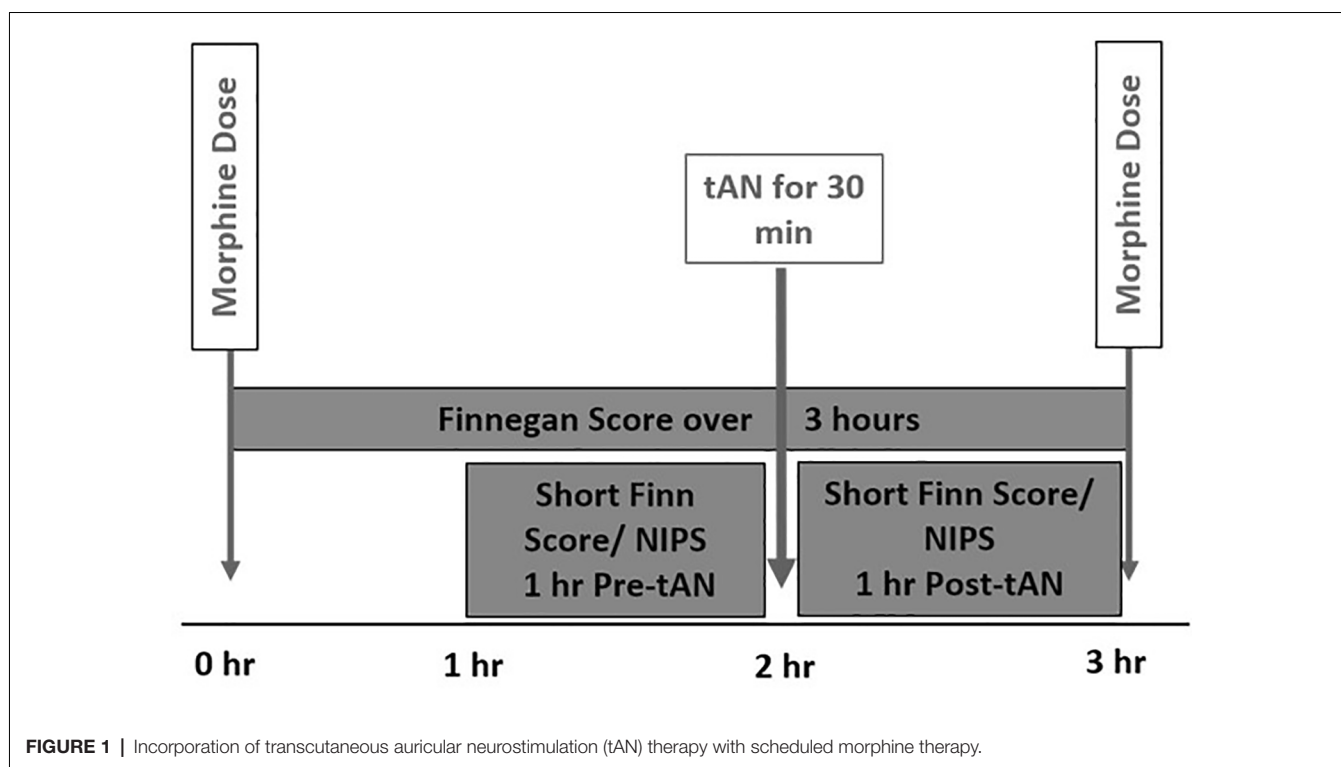 Morphine Dose
Morphine Dose
tAN for 30
min
Finnegan Score over 3 hours
Short Finn
Score/ NIPS
1 hr Pre-tAN
Short Finn Score/
NIPS
1 hr Post-tAN
0 hr
1 hr
2 hr
3 hr
FIGURE 1 | Incorporation of transcutaneous auricular neurostimulation (tAN) therapy with scheduled morphine therapy.